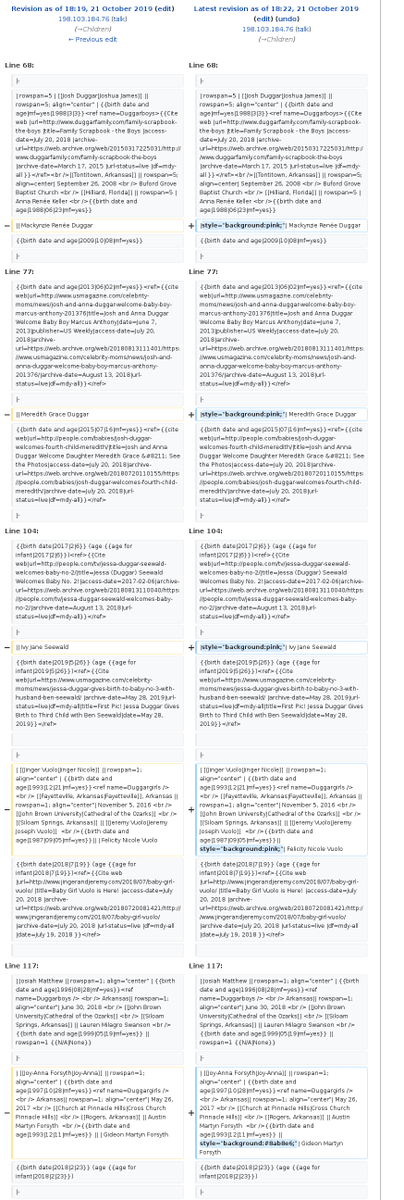 Revision as of 18:19, 21 October 2019 (edit)
198.103.184.76 (talk)
(→Children)
← Previous edit
Latest revision as of 18:22, 21 October 2019
(edit) (undo)
198.103.184.76 (talk)
(→Children)
Line 68:
|-
| rowspan=5 | [[Josh Duggar|Joshua James]] ||
rowspan=5; align="center" | {{birth date and
age|mf=yes|1988|3|3}}<ref name=Duggarboys>{{Cite
web |url=http://www.duggarfamily.com/family-scrapbook-
the-boys |title=Family Scrapbook - the Boys |access-
date=July 20, 2018 |archive-
url=https://web.archive.org/web/20150317225031/http://
www.duggarfamily.com/family-scrapbook-the-boys
|archive-date=March 17, 2015 |url-status=live |df=mdy-
all }}</ref><br />[[Tontitown, Arkansas]] || rowspan=5;
align=center| September 26, 2008 <br /> Buford Grove
Baptist Church <br /> [[Hilliard, Florida]] || rowspan=5 |
Anna Renée Keller <br />{{birth date and
age|1988|06|23|mf=yes}}
− || Mackynzie Renée Duggar
{{birth date and age|2009|10|08|mf=yes}}
Line 68:
|-
| rowspan=5 | [[Josh Duggar|Joshua James]] ||
rowspan=5; align="center" | {{birth date and
age|mf=yes|1988|3|3}}<ref name=Duggarboys>{{Cite
web |url=http://www.duggarfamily.com/family-scrapbook-
the-boys |title=Family Scrapbook - the Boys |access-
date=July 20, 2018 |archive-
url=https://web.archive.org/web/20150317225031/http://
www.duggarfamily.com/family-scrapbook-the-boys
|archive-date=March 17, 2015 |url-status=live |df=mdy-
all }}</ref><br />[[Tontitown, Arkansas]] || rowspan=5;
align=center| September 26, 2008 <br /> Buford Grove
Baptist Church <br /> [[Hilliard, Florida]] || rowspan=5 |
Anna Renée Keller <br />{{birth date and
age|1988|06|23|mf=yes}}
+ |style="background:pink;"| Mackynzie Renée Duggar
{{birth date and age|2009|10|08|mf=yes}}
Line 77:
{{birth date and age|2013|06|02|mf=yes}}<ref>{{cite
web|url=http://www.usmagazine.com/celebrity-
moms/news/josh-and-anna-duggar-welcome-baby-boy-
marcus-anthony-201376|title=Josh and Anna Duggar
Welcome Baby Boy Marcus Anthony|date=June 7,
2013|publisher=US Weekly|access-date=July 20,
2018|archive-
url=https://web.archive.org/web/20180813111401/https:
//www.usmagazine.com/celebrity-moms/news/josh-and-
anna-duggar-welcome-baby-boy-marcus-anthony-
201376/|archive-date=August 13, 2018|url-
status=live|df=mdy-all}}</ref>
|-
− || Meredith Grace Duggar
{{birth date and age|2015|07|16|mf=yes}}<ref>{{cite
web|url=http://people.com/babies/josh-duggar-
welcomes-fourth-child-meredith/|title=Josh and Anna
Duggar Welcome Daughter Meredith Grace &#8211; See
the Photos|access-date=July 20, 2018|archive-
url=https://web.archive.org/web/20180720110155/https:
//people.com/babies/josh-duggar-welcomes-fourth-child-
meredith/|archive-date=July 20, 2018|url-
status=live|df=mdy-all}}</ref>
|-
Line 77:
{{birth date and age|2013|06|02|mf=yes}}<ref>{{cite
web|url=http://www.usmagazine.com/celebrity-
moms/news/josh-and-anna-duggar-welcome-baby-boy-
marcus-anthony-201376|title=Josh and Anna Duggar
Welcome Baby Boy Marcus Anthony|date=June 7,
2013|publisher=US Weekly|access-date=July 20,
2018|archive-
url=https://web.archive.org/web/20180813111401/https:
//www.usmagazine.com/celebrity-moms/news/josh-and-
anna-duggar-welcome-baby-boy-marcus-anthony-
201376/|archive-date=August 13, 2018|url-
status=live|df=mdy-all}}</ref>
|-
+ |style="background:pink;"| Meredith Grace Duggar
{{birth date and age|2015|07|16|mf=yes}}<ref>{{cite
web|url=http://people.com/babies/josh-duggar-
welcomes-fourth-child-meredith/|title=Josh and Anna
Duggar Welcome Daughter Meredith Grace &#8211; See
the Photos|access-date=July 20, 2018|archive-
url=https://web.archive.org/web/20180720110155/https:
//people.com/babies/josh-duggar-welcomes-fourth-child-
meredith/|archive-date=July 20, 2018|url-
status=live|df=mdy-all}}</ref>
|-
Line 104:
{{birth date|2017|2|6}} (age {{age for
infant|2017|2|6}})<ref>{{Cite
web|url=http://people.com/tv/jessa-duggar-seewald-
welcomes-baby-no-2/|title=Jessa (Duggar) Seewald
Welcomes Baby No. 2!|access-date=2017-02-06|archive-
url=https://web.archive.org/web/20180813110040/https:
//people.com/tv/jessa-duggar-seewald-welcomes-baby-
no-2/|archive-date=August 13, 2018|url-
status=live|df=mdy-all}}</ref>
|-
− || Ivy Jane Seewald
{{birth date|2019|5|26}} (age {{age for
infant|2019|5|26}})<ref>{{cite
web|url=https://www.usmagazine.com/celebrity-
moms/news/jessa-duggar-gives-birth-to-baby-no-3-with-
husband-ben-seewald/ |archive-date=May 28, 2019|url-
status=live|df=mdy-all|title=First Pic! Jessa Duggar Gives
Birth to Third Child with Ben Seewald|date=May 28,
2019}}</ref>
|-
− | [[Jinger Vuolo|Jinger Nicole]] || rowspan=1;
align="center" | {{birth date and
age|1993|12|21|mf=yes}}<ref name=Duggargirls
/> <br /> [[Fayetteville, Arkansas|Fayetteville]], Arkansas
|| rowspan=1; align="center"| November 5, 2016 <br />
[[John Brown University|Cathedral of the Ozarks]] <br />
[[Siloam Springs, Arkansas]] || [[Jeremy Vuolo|Jeremy
Joseph Vuolo]] <br />{{birth date and
age|1987|09|05|mf=yes}}|| | Felicity Nicole Vuolo
{{birth date|2018|7|19}} (age {{age for
infant|2018|7|19}})<ref>{{Cite web
|url=http://www.jingerandjeremy.com/2018/07/baby-girl-
vuolo/ |title=Baby Girl Vuolo is Here! |access-date=July
20, 2018 |archive-
url=https://web.archive.org/web/20180720081421/http://
www.jingerandjeremy.com/2018/07/baby-girl-vuolo/
|archive-date=July 20, 2018 |url-status=live |df=mdy-all
|date=July 19, 2018 }}</ref>
Line 104:
{{birth date|2017|2|6}} (age {{age for
infant|2017|2|6}})<ref>{{Cite
web|url=http://people.com/tv/jessa-duggar-seewald-
welcomes-baby-no-2/|title=Jessa (Duggar) Seewald
Welcomes Baby No. 2!|access-date=2017-02-06|archive-
url=https://web.archive.org/web/20180813110040/https:
//people.com/tv/jessa-duggar-seewald-welcomes-baby-
no-2/|archive-date=August 13, 2018|url-
status=live|df=mdy-all}}</ref>
|-
+ |style="background:pink;"| Ivy Jane Seewald
{{birth date|2019|5|26}} (age {{age for
infant|2019|5|26}})<ref>{{cite
web|url=https://www.usmagazine.com/celebrity-
moms/news/jessa-duggar-gives-birth-to-baby-no-3-with-
husband-ben-seewald/ |archive-date=May 28, 2019|url-
status=live|df=mdy-all|title=First Pic! Jessa Duggar Gives
Birth to Third Child with Ben Seewald|date=May 28,
2019}}</ref>
|-
+ | [[Jinger Vuolo|Jinger Nicole]] || rowspan=1;
align="center" | {{birth date and
age|1993|12|21|mf=yes}}<ref name=Duggargirls
/> <br /> [[Fayetteville, Arkansas|Fayetteville]], Arkansas
|| rowspan=1; align="center"| November 5, 2016 <br />
[[John Brown University|Cathedral of the Ozarks]] <br />
[[Siloam Springs, Arkansas]] || [[Jeremy Vuolo|Jeremy
Joseph Vuolo]] <br />{{birth date and
age|1987|09|05|mf=yes}}||
style="background:pink;"| Felicity Nicole Vuolo
{{birth date|2018|7|19}} (age {{age for
infant|2018|7|19}})<ref>{{Cite web
|url=http://www.jingerandjeremy.com/2018/07/baby-girl-
vuolo/ |title=Baby Girl Vuolo is Here! |access-date=July
20, 2018 |archive-
url=https://web.archive.org/web/20180720081421/http://
www.jingerandjeremy.com/2018/07/baby-girl-vuolo/
|archive-date=July 20, 2018 |url-status=live |df=mdy-all
|date=July 19, 2018 }}</ref>
Line 117:
|Josiah Matthew || rowspan=1; align="center" |
{{birth date and age|1996|08|28|mf=yes}}<ref
name=Duggarboys /> <br /> Arkansas|| rowspan=1;
align="center"| June 30, 2018 <br /> [[John Brown
University|Cathedral of the Ozarks]] <br /> [[Siloam
Springs, Arkansas]] || Lauren Milagro Swanson <br />
{{birth date and age|1999|05|19|mf=yes}} ||
rowspan=1 {{N/A|None}}
|-
− | [[Joy-Anna Forsyth|Joy-Anna]] || rowspan=1;
align="center" | {{birth date and
age|1997|10|28|mf=yes}}<ref name=Duggargirls />
<br /> Arkansas|| rowspan=1; align="center"| May 26,
2017 <br /> [[Church at Pinnacle Hills|Cross Church
Pinnacle Hills]] <br /> [[Rogers, Arkansas]] || Austin
Martyn Forsyth <br />{{birth date and
age|1993|12|11|mf=yes}} || | Gideon Martyn
Forsyth
{{birth date|2018|2|23}} (age {{age for
infant|2018|2|23}})
|-
Line 117:
|Josiah Matthew || rowspan=1; align="center" |
{{birth date and age|1996|08|28|mf=yes}}<ref
name=Duggarboys /> <br /> Arkansas|| rowspan=1;
align="center"| June 30, 2018 <br /> [[John Brown
University|Cathedral of the Ozarks]] <br /> [[Siloam
Springs, Arkansas]] || Lauren Milagro Swanson <br />
{{birth date and age|1999|05|19|mf=yes}} ||
rowspan=1 {{N/A|None}}
|-
+ | [[Joy-Anna Forsyth|Joy-Anna]] || rowspan=1;
align="center" | {{birth date and
age|1997|10|28|mf=yes}}<ref name=Duggargirls />
<br /> Arkansas|| rowspan=1; align="center"| May 26,
2017 <br /> [[Church at Pinnacle Hills|Cross Church
Pinnacle Hills]] <br /> [[Rogers, Arkansas]] || Austin
Martyn Forsyth <br />{{birth date and
age|1993|12|11|mf=yes}} ||
style="background:#8ab8e6;"| Gideon Martyn
Forsyth
{{birth date|2018|2|23}} (age {{age for
infant|2018|2|23}})
|-